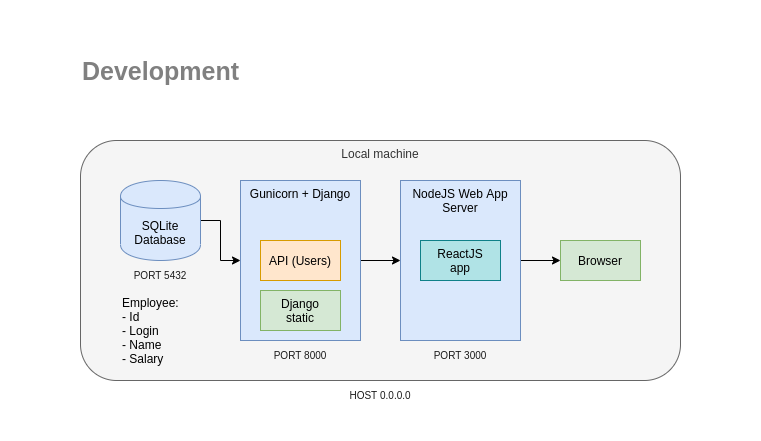 Development
Local machine
SQLite
Database
PORT 5432
Employee:
- Id
- Login
- Name
- Salary
Gunicorn + Django
API (Users)
Django
static
PORT 8000
NodeJS Web App
Server
ReactJS
app
PORT 3000
Browser
HOST 0.0.0.0